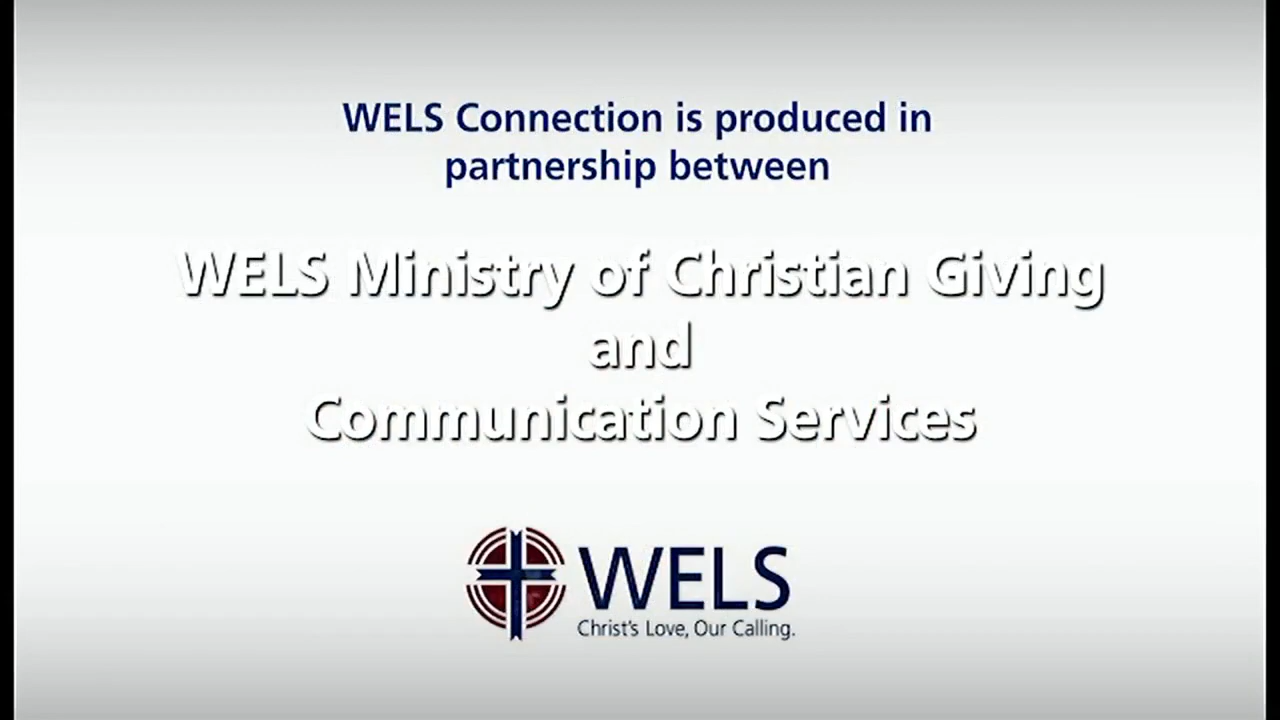 WELS Connection is produced in
partnership between
WELS Ministry of Christian Giving
and
Communication Services
WELS
Christ's Love, Our Calling.